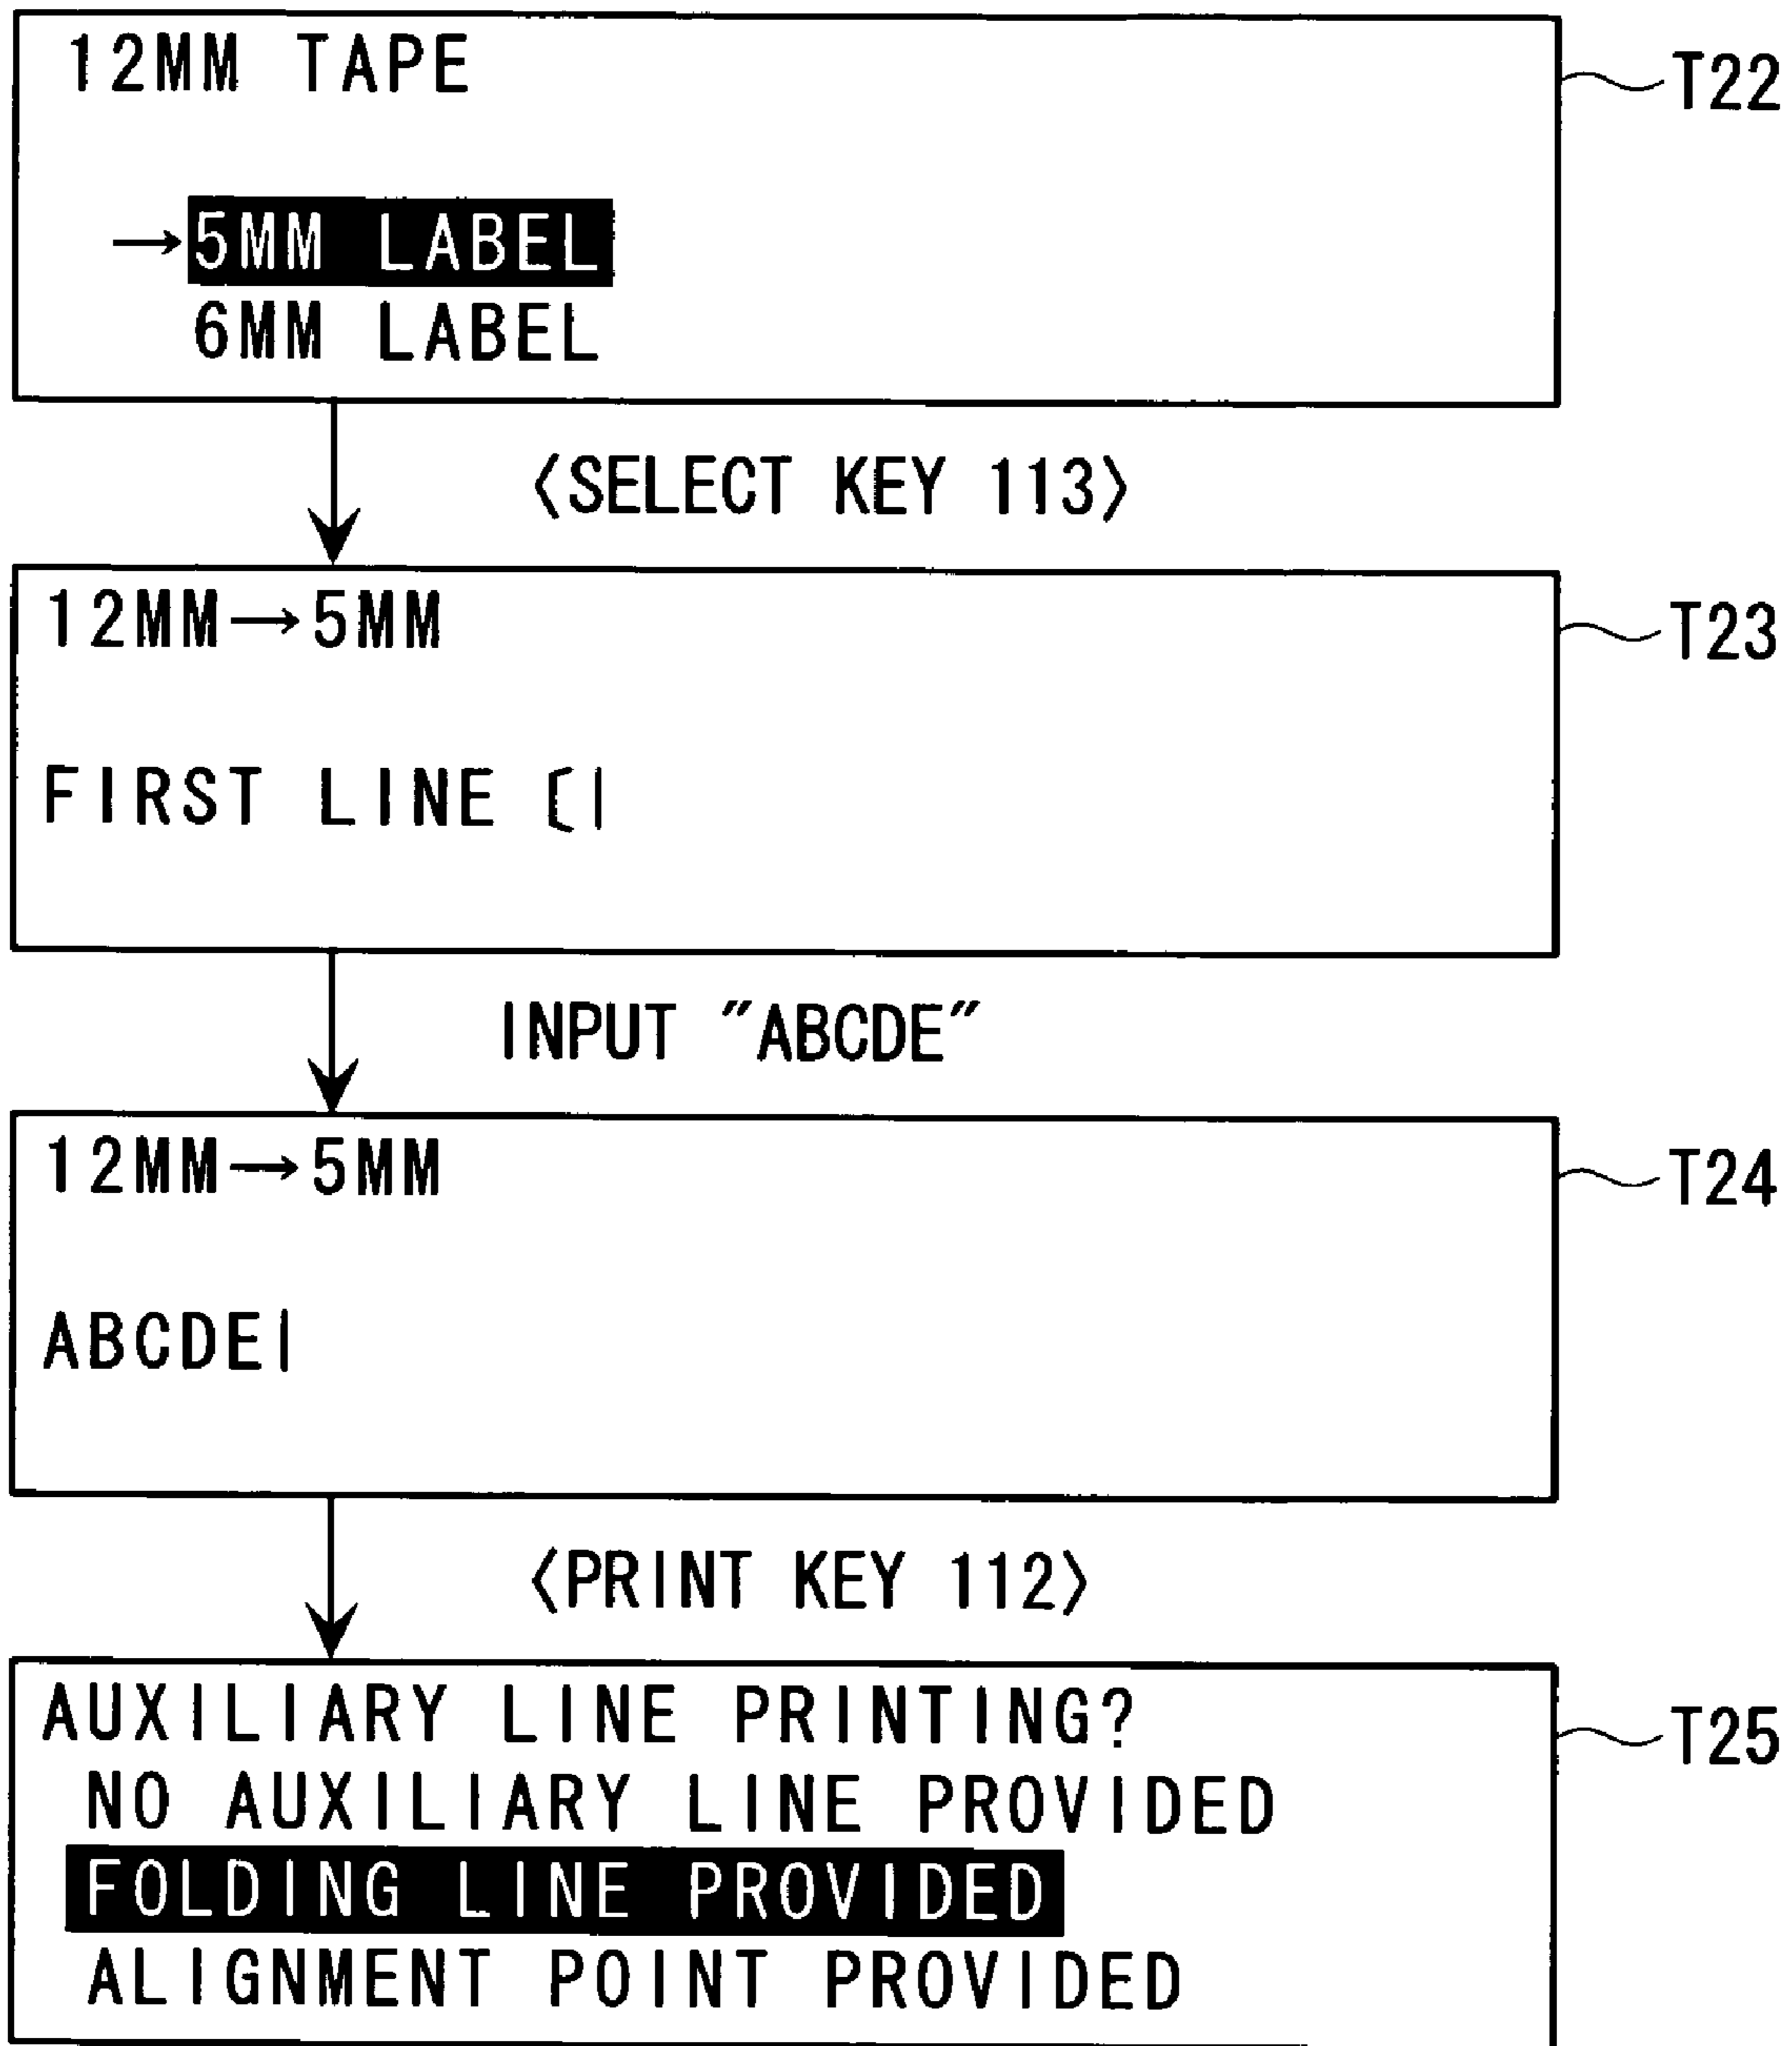 12MM TAPE
T22
→5MM LABEL
6MM LABEL
〈SELECT KEY 113〉
12MM→5MM
T23
FIRST LINE 〔|
INPUT "ABCDE"
12MM→5MM
T24
ABCDE|
〈PRINT KEY 112〉
AUXILIARY LINE PRINTING?
T25
NO AUXILIARY LINE PROVIDED
FOLDING LINE PROVIDED
ALIGNMENT POINT PROVIDED